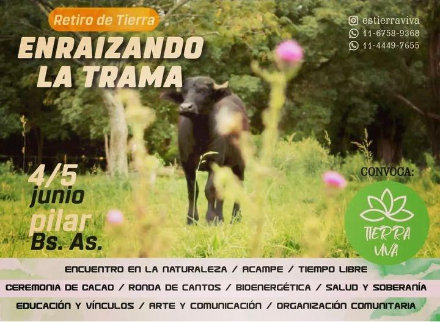 Retiro de Tierra
ENRAIZANDO
LA TRAMA
estierraviva
11-6758-9368
11-4449-7655
4/5
junio
pilar
Bs. As.
CONVOCA:
TIERRA
VIVA
ENCUENTRO EN LA NATURALEZA / ACAMPE / TIEMPO LIBRE
CEREMONIA DE CACAO / RONDA DE CANTOS / BIOENERGÉTICA / SALUD Y SOBERANÍA
EDUCACIÓN Y VÍNCULOS / ARTE Y COMUNICACIÓN / ORGANIZACIÓN COMUNITARIA